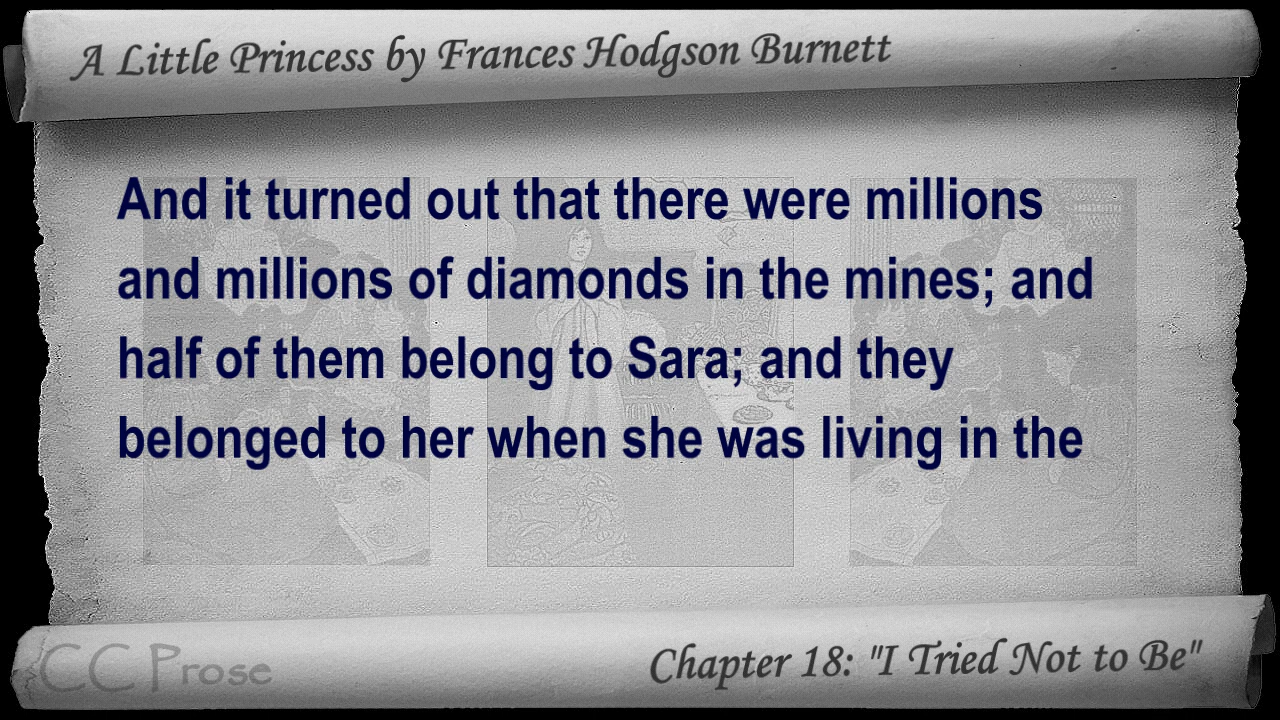 A Little Princess by Frances Hodgson Burnett
And it turned out that there were millions
and millions of diamonds in the mines; and
half of them belong to Sara; and they
belonged to her when she was living in the
CC Prose
Chapter 18: "I Tried Not to Be"